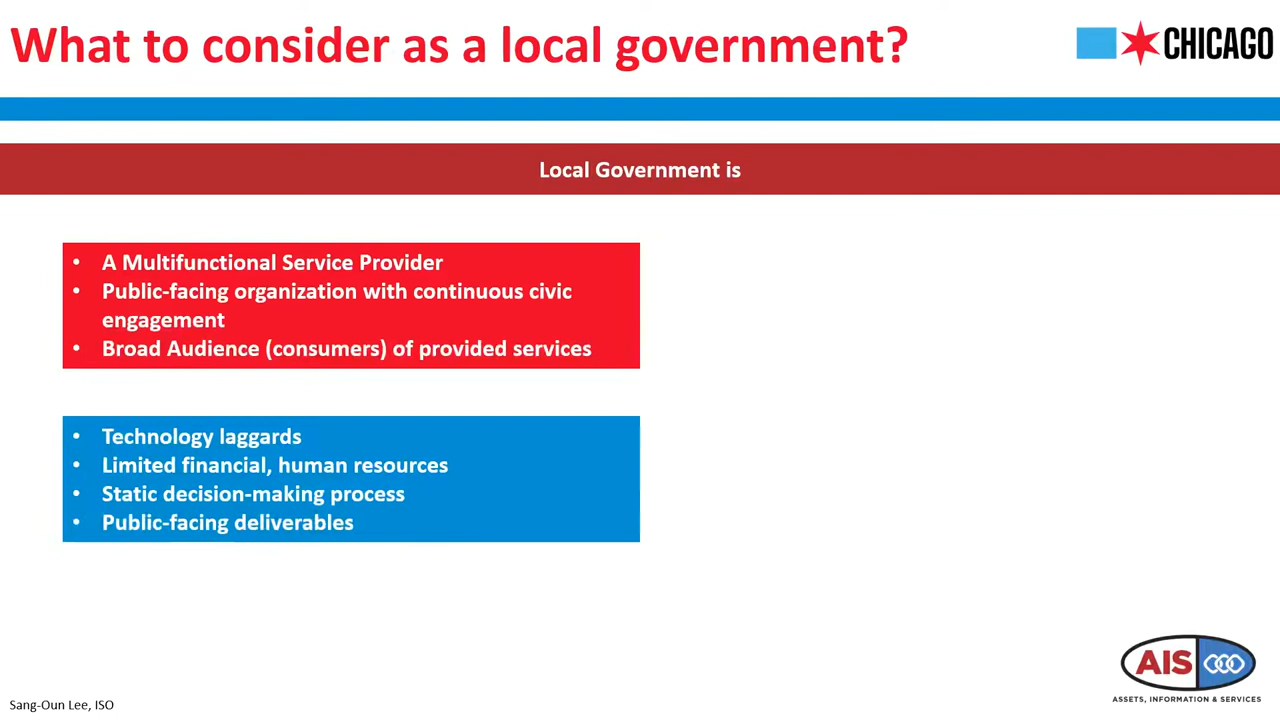 What to consider as a local government?
CHICAGO
Local Government is
• A Multifunctional Service Provider
• Public-facing organization with continuous civic
engagement
• Broad Audience (consumers) of provided services
• Technology laggards
• Limited financial, human resources
• Static decision-making process
• Public-facing deliverables
AIS
ASSETS, INFORMATION & SERVICES
Sang-Oun Lee, ISO